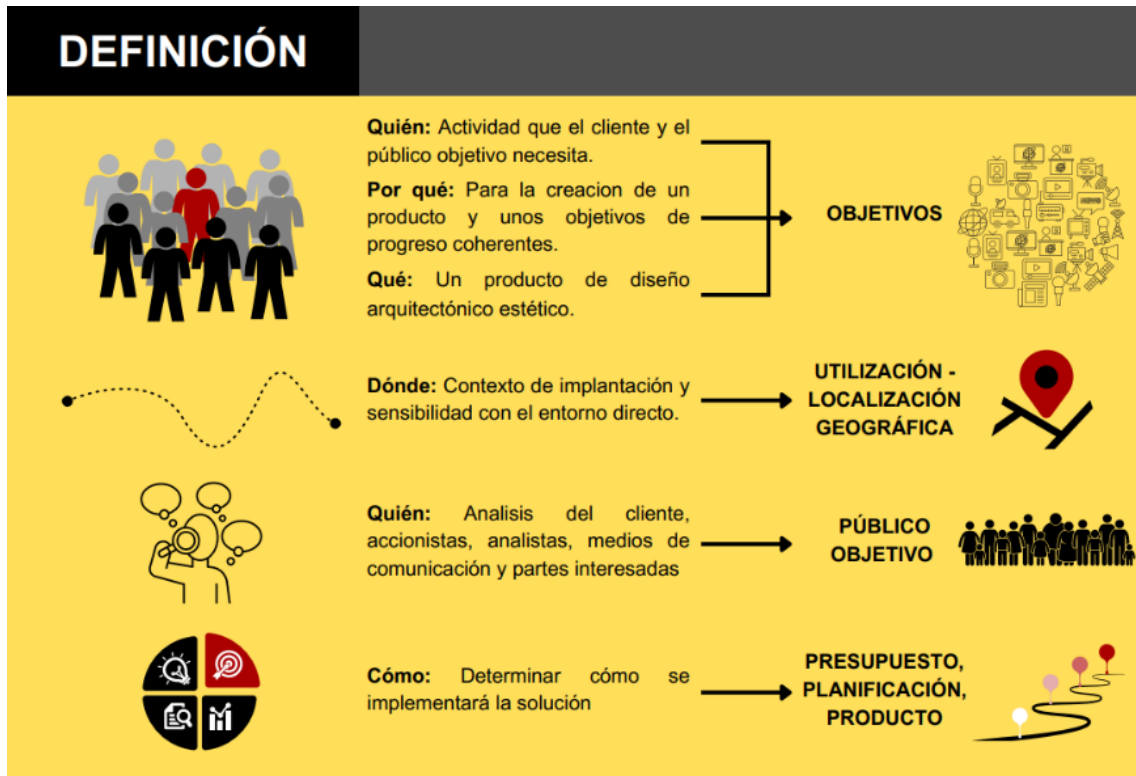 DEFINICIÓN
Quién: Actividad que el cliente y el
público objetivo necesita.
Por qué: Para la creacion de un
producto y unos objetivos de
progreso coherentes.
Qué: Un producto de diseño
arquitectónico estético.
OBJETIVOS
Dónde: Contexto de implantación y
sensibilidad con el entorno directo.
UTILIZACIÓN -
LOCALIZACIÓN
GEOGRÁFICA
Quién: Analisis del cliente,
accionistas, analistas, medios de
comunicación y partes interesadas
PÚBLICO
OBJETIVO
Cómo: Determinar cómo se
implementará la solución
PRESUPUESTO,
PLANIFICACIÓN,
PRODUCTO